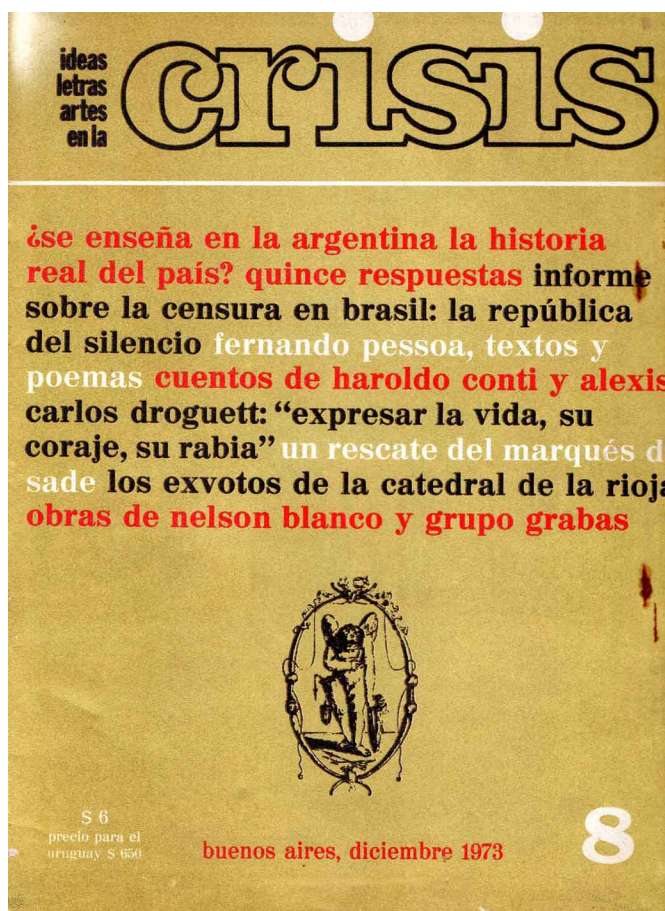 ideas
letras
artes
en la
crisis
¿se enseña en la argentina la historia
real del país? quince respuestas informe
sobre la censura en brasil: la república
del silencio fernando pessoa, textos y
poemas cuentos de haroldo conti y alexis
carlos droguett: “expresar la vida, su
coraje, su rabia” un rescate del marqués d
sade los exvotos de la catedral de la rioja
obras de nelson blanco y grupo grabas
$ 6
precio para el
uruguay $ 650
buenos aires, diciembre 1973
8